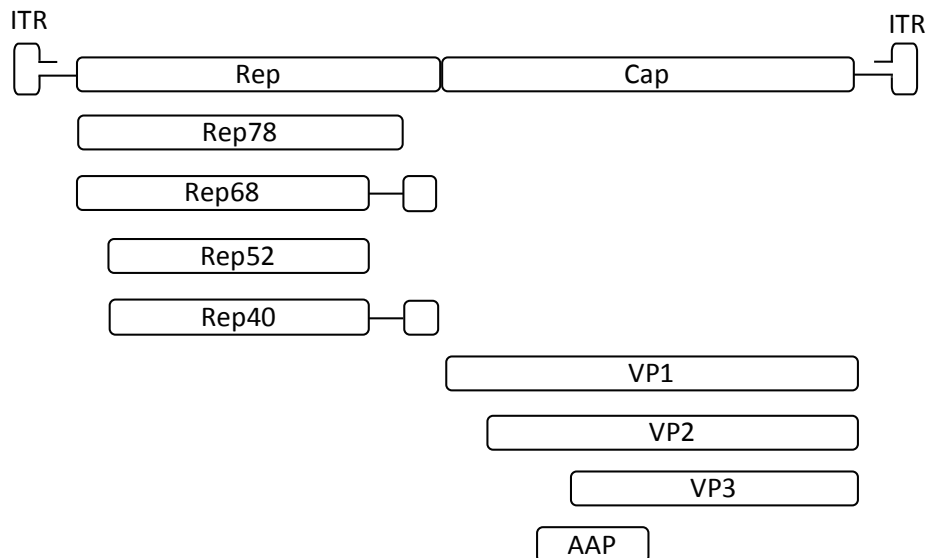 ITR
ITR
Rep
Cap
Rep78
Rep68
Rep52
Rep40
VP1
VP2
VP3
AAP